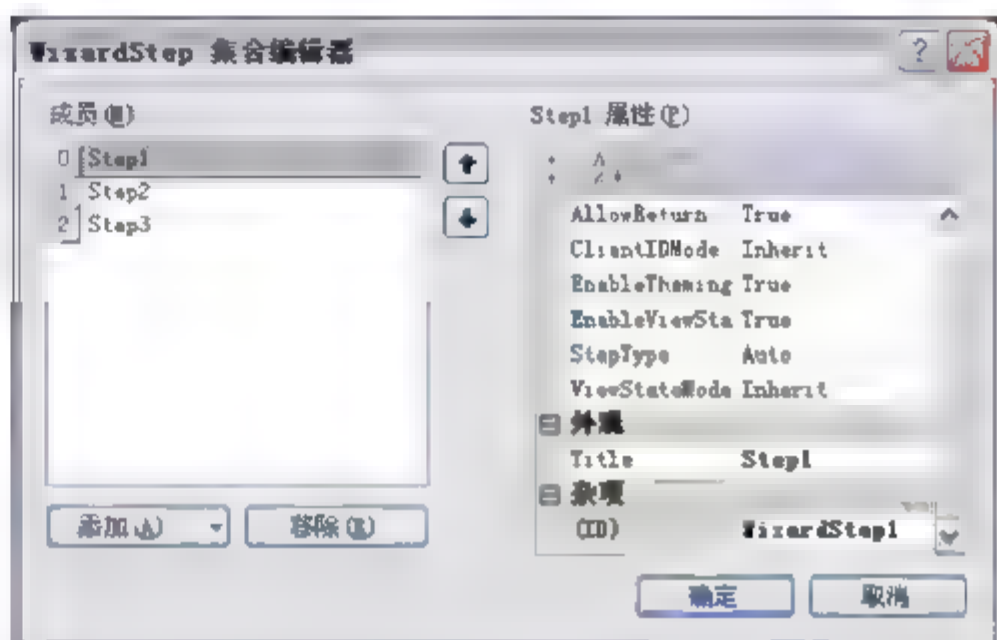 WizardStep 集合编辑器
?
成员(M)
0 Step1
1 Step2
2 Step3
添加(A)
移除(R)
Step1 属性(P)
AllowReturn True
ClientIDMode Inherit
EnableTheming True
EnableViewSta True
StepType Auto
ViewStateMode Inherit
外观
Title Step1
杂项
(ID) WizardStep1
确定
取消